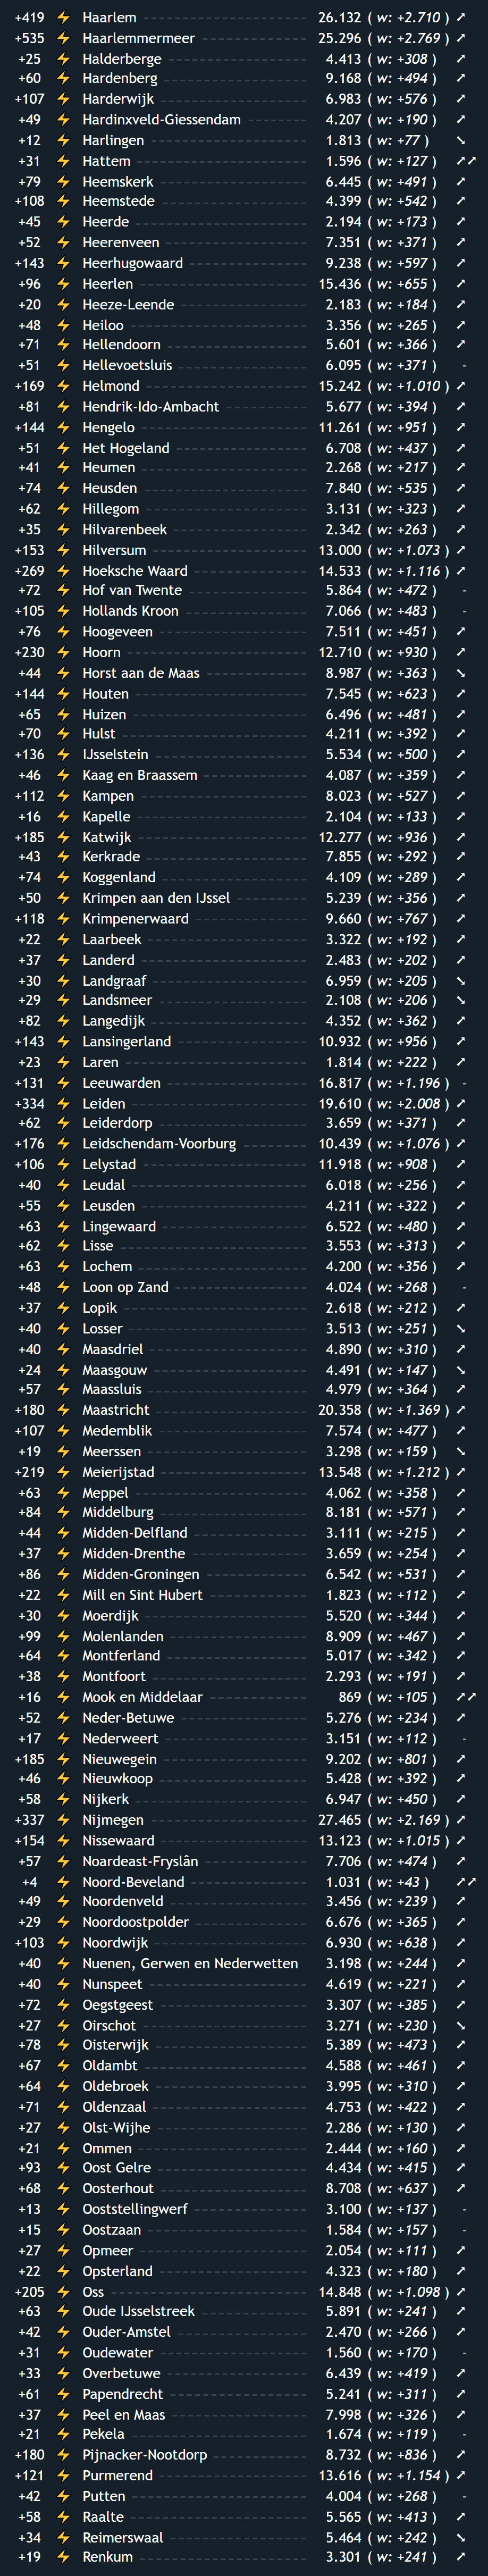 +419 ⚡ Haarlem 26.132 ( w: +2.710 ) ➚
+535 ⚡ Haarlemmermeer 25.296 ( w: +2.769 ) ➚
+25 ⚡ Halderberge 4.413 ( w: +308 ) ➚
+60 ⚡ Hardenberg 9.168 ( w: +494 ) ➚
+107 ⚡ Harderwijk 6.983 ( w: +576 ) ➚
+49 ⚡ Hardinxveld-Giessendam 4.207 ( w: +190 ) ➚
+12 ⚡ Harlingen 1.813 ( w: +77 ) ➘
+31 ⚡ Hattem 1.596 ( w: +127 ) ➚➚
+79 ⚡ Heemskerk 6.445 ( w: +491 ) ➚
+108 ⚡ Heemstede 4.399 ( w: +542 ) ➚
+45 ⚡ Heerde 2.194 ( w: +173 ) ➚
+52 ⚡ Heerenveen 7.351 ( w: +371 ) ➚
+143 ⚡ Heerhugowaard 9.238 ( w: +597 ) ➚
+96 ⚡ Heerlen 15.436 ( w: +655 ) ➚
+20 ⚡ Heeze-Leende 2.183 ( w: +184 ) ➚
+48 ⚡ Heiloo 3.356 ( w: +265 ) ➚
+71 ⚡ Hellendoorn 5.601 ( w: +366 ) ➚
+51 ⚡ Hellevoetsluis 6.095 ( w: +371 ) -
+169 ⚡ Helmond 15.242 ( w: +1.010 ) ➚
+81 ⚡ Hendrik-Ido-Ambacht 5.677 ( w: +394 ) ➚
+144 ⚡ Hengelo 11.261 ( w: +951 ) ➚
+51 ⚡ Het Hogeland 6.708 ( w: +437 ) ➚
+41 ⚡ Heumen 2.268 ( w: +217 ) ➚
+74 ⚡ Heusden 7.840 ( w: +535 ) ➚
+62 ⚡ Hillegom 3.131 ( w: +323 ) ➚
+35 ⚡ Hilvarenbeek 2.342 ( w: +263 ) ➚
+153 ⚡ Hilversum 13.000 ( w: +1.073 ) ➚
+269 ⚡ Hoeksche Waard 14.533 ( w: +1.116 ) ➚
+72 ⚡ Hof van Twente 5.864 ( w: +472 ) -
+105 ⚡ Hollands Kroon 7.066 ( w: +483 ) -
+76 ⚡ Hoogeveen 7.511 ( w: +451 ) ➚
+230 ⚡ Hoorn 12.710 ( w: +930 ) ➚
+44 ⚡ Horst aan de Maas 8.987 ( w: +363 ) ➘
+144 ⚡ Houten 7.545 ( w: +623 ) ➚
+65 ⚡ Huizen 6.496 ( w: +481 ) ➚
+70 ⚡ Hulst 4.211 ( w: +392 ) ➚
+136 ⚡ IJsselstein 5.534 ( w: +500 ) ➚
+46 ⚡ Kaag en Braassem 4.087 ( w: +359 ) ➚
+112 ⚡ Kampen 8.023 ( w: +527 ) ➚
+16 ⚡ Kapelle 2.104 ( w: +133 ) ➚
+185 ⚡ Katwijk 12.277 ( w: +936 ) ➚
+43 ⚡ Kerkrade 7.855 ( w: +292 ) ➚
+74 ⚡ Koggenland 4.109 ( w: +289 ) ➚
+50 ⚡ Krimpen aan den IJssel 5.239 ( w: +356 ) ➚
+118 ⚡ Krimpenerwaard 9.660 ( w: +767 ) ➚
+22 ⚡ Laarbeek 3.322 ( w: +192 ) ➚
+37 ⚡ Landerd 2.483 ( w: +202 ) ➚
+30 ⚡ Landgraaf 6.959 ( w: +205 ) ➘
+29 ⚡ Landsmeer 2.108 ( w: +206 ) ➘
+82 ⚡ Langedijk 4.352 ( w: +362 ) ➚
+143 ⚡ Lansingerland 10.932 ( w: +956 ) ➚
+23 ⚡ Laren 1.814 ( w: +222 ) ➚
+131 ⚡ Leeuwarden 16.817 ( w: +1.196 ) -
+334 ⚡ Leiden 19.610 ( w: +2.008 ) ➚
+62 ⚡ Leiderdorp 3.659 ( w: +371 ) ➚
+176 ⚡ Leidschendam-Voorburg 10.439 ( w: +1.076 ) ➚
+106 ⚡ Lelystad 11.918 ( w: +908 ) ➚
+40 ⚡ Leudal 6.018 ( w: +256 ) ➚
+55 ⚡ Leusden 4.211 ( w: +322 ) ➚
+63 ⚡ Lingewaard 6.522 ( w: +480 ) ➚
+62 ⚡ Lisse 3.553 ( w: +313 ) ➚
+63 ⚡ Lochem 4.200 ( w: +356 ) ➚
+48 ⚡ Loon op Zand 4.024 ( w: +268 ) -
+37 ⚡ Lopik 2.618 ( w: +212 ) ➚
+40 ⚡ Losser 3.513 ( w: +251 ) ➘
+40 ⚡ Maasdriel 4.890 ( w: +310 ) ➚
+24 ⚡ Maasgouw 4.491 ( w: +147 ) ➘
+57 ⚡ Maassluis 4.979 ( w: +364 ) ➚
+180 ⚡ Maastricht 20.358 ( w: +1.369 ) ➚
+107 ⚡ Medemblik 7.574 ( w: +477 ) ➚
+19 ⚡ Meerssen 3.298 ( w: +159 ) ➘
+219 ⚡ Meierijstad 13.548 ( w: +1.212 ) ➚
+63 ⚡ Meppel 4.062 ( w: +358 ) ➚
+84 ⚡ Middelburg 8.181 ( w: +571 ) ➚
+44 ⚡ Midden-Delfland 3.111 ( w: +215 ) ➚
+37 ⚡ Midden-Drenthe 3.659 ( w: +254 ) ➚
+86 ⚡ Midden-Groningen 6.542 ( w: +531 ) ➚
+22 ⚡ Mill en Sint Hubert 1.823 ( w: +112 ) ➚
+30 ⚡ Moerdijk 5.520 ( w: +344 ) ➚
+99 ⚡ Molenlanden 8.909 ( w: +467 ) ➚
+64 ⚡ Montferland 5.017 ( w: +342 ) ➚
+38 ⚡ Montfoort 2.293 ( w: +191 ) ➚
+16 ⚡ Mook en Middelaar 869 ( w: +105 ) ➚➚
+52 ⚡ Neder-Betuwe 5.276 ( w: +234 ) ➚
+17 ⚡ Nederweert 3.151 ( w: +112 ) -
+185 ⚡ Nieuwegein 9.202 ( w: +801 ) ➚
+46 ⚡ Nieuwkoop 5.428 ( w: +392 ) ➚
+58 ⚡ Nijkerk 6.947 ( w: +450 ) ➚
+337 ⚡ Nijmegen 27.465 ( w: +2.169 ) ➚
+154 ⚡ Nissewaard 13.123 ( w: +1.015 ) ➚
+57 ⚡ Noardeast-Fryslân 7.706 ( w: +474 ) ➚
+4 ⚡ Noord-Beveland 1.031 ( w: +43 ) ➚➚
+49 ⚡ Noordenveld 3.456 ( w: +239 ) ➚
+29 ⚡ Noordoostpolder 6.676 ( w: +365 ) ➚
+103 ⚡ Noordwijk 6.930 ( w: +638 ) ➚
+40 ⚡ Nuenen, Gerwen en Nederwetten 3.198 ( w: +244 ) ➚
+40 ⚡ Nunspeet 4.619 ( w: +221 ) ➚
+72 ⚡ Oegstgeest 3.307 ( w: +385 ) ➚
+27 ⚡ Oirschot 3.271 ( w: +230 ) ➘
+78 ⚡ Oisterwijk 5.389 ( w: +473 ) ➚
+67 ⚡ Oldambt 4.588 ( w: +461 ) ➚
+64 ⚡ Oldebroek 3.995 ( w: +310 ) ➚
+71 ⚡ Oldenzaal 4.753 ( w: +422 ) ➚
+27 ⚡ Olst-Wijhe 2.286 ( w: +130 ) ➚
+21 ⚡ Ommen 2.444 ( w: +160 ) ➚
+93 ⚡ Oost Gelre 4.434 ( w: +415 ) ➚
+68 ⚡ Oosterhout 8.708 ( w: +637 ) ➚
+13 ⚡ Ooststellingwerf 3.100 ( w: +137 ) -
+15 ⚡ Oostzaan 1.584 ( w: +157 ) -
+27 ⚡ Opmeer 2.054 ( w: +111 ) ➚
+22 ⚡ Opsterland 4.323 ( w: +180 ) ➚
+205 ⚡ Oss 14.848 ( w: +1.098 ) ➚
+63 ⚡ Oude IJsselstreek 5.891 ( w: +241 ) ➚
+42 ⚡ Ouder-Amstel 2.470 ( w: +266 ) ➚
+31 ⚡ Oudewater 1.560 ( w: +170 ) -
+33 ⚡ Overbetuwe 6.439 ( w: +419 ) ➚
+61 ⚡ Papendrecht 5.241 ( w: +311 ) ➚
+37 ⚡ Peel en Maas 7.998 ( w: +326 ) ➚
+21 ⚡ Pekela 1.674 ( w: +119 ) -
+180 ⚡ Pijnacker-Nootdorp 8.732 ( w: +836 ) ➚
+121 ⚡ Purmerend 13.616 ( w: +1.154 ) ➚
+42 ⚡ Putten 4.004 ( w: +268 ) -
+58 ⚡ Raalte 5.565 ( w: +413 ) ➚
+34 ⚡ Reimerswaal 5.464 ( w: +242 ) ➘
+19 ⚡ Renkum 3.301 ( w: +241 ) ➚